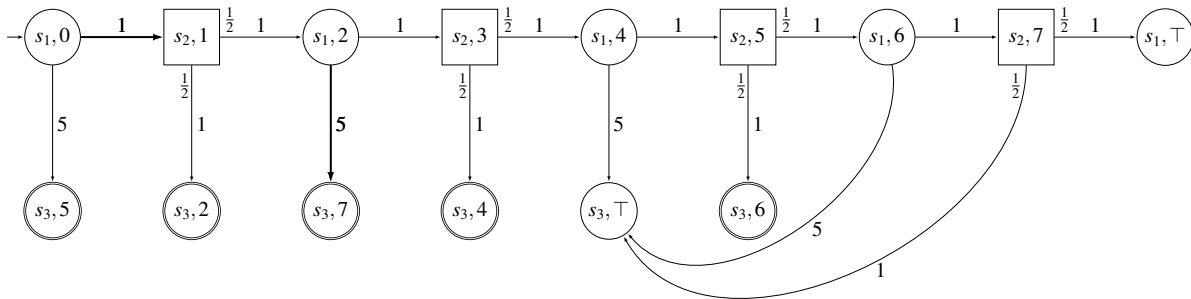 s₁, 0 1 s₂, 1 ½ 1 s₁, 2 1 s₂, 3 ½ 1 s₁, 4 1 s₂, 5 ½ 1 s₁, 6 1 s₂, 7 ½ 1 s₁, ⊤
½ ½ ½ ½
5 1 5 1 5 1
s₃, 5 s₃, 2 s₃, 7 s₃, 4 s₃, ⊤ s₃, 6
5
1